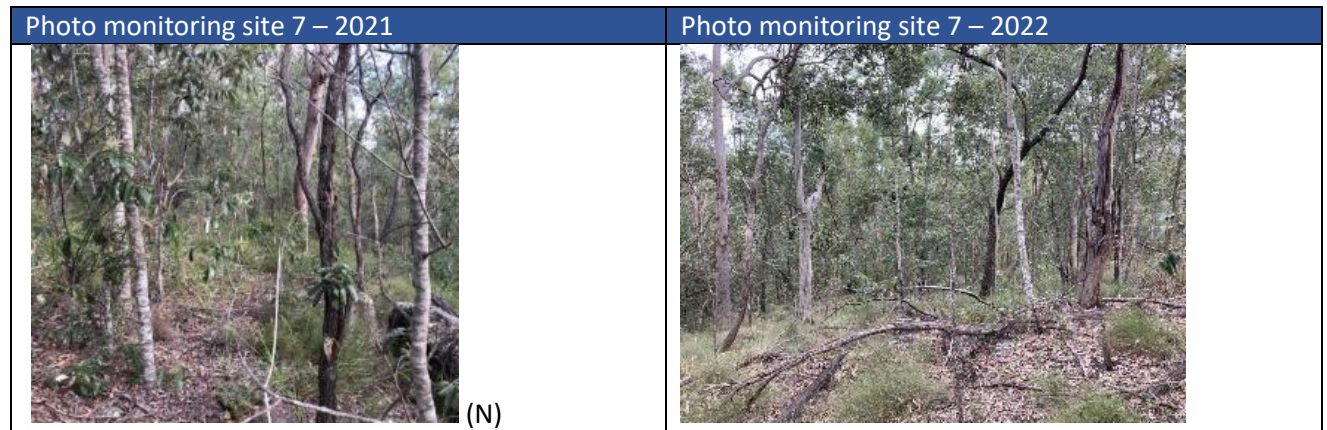 Photo monitoring site 7 – 2021
Photo monitoring site 7 – 2022
(N)